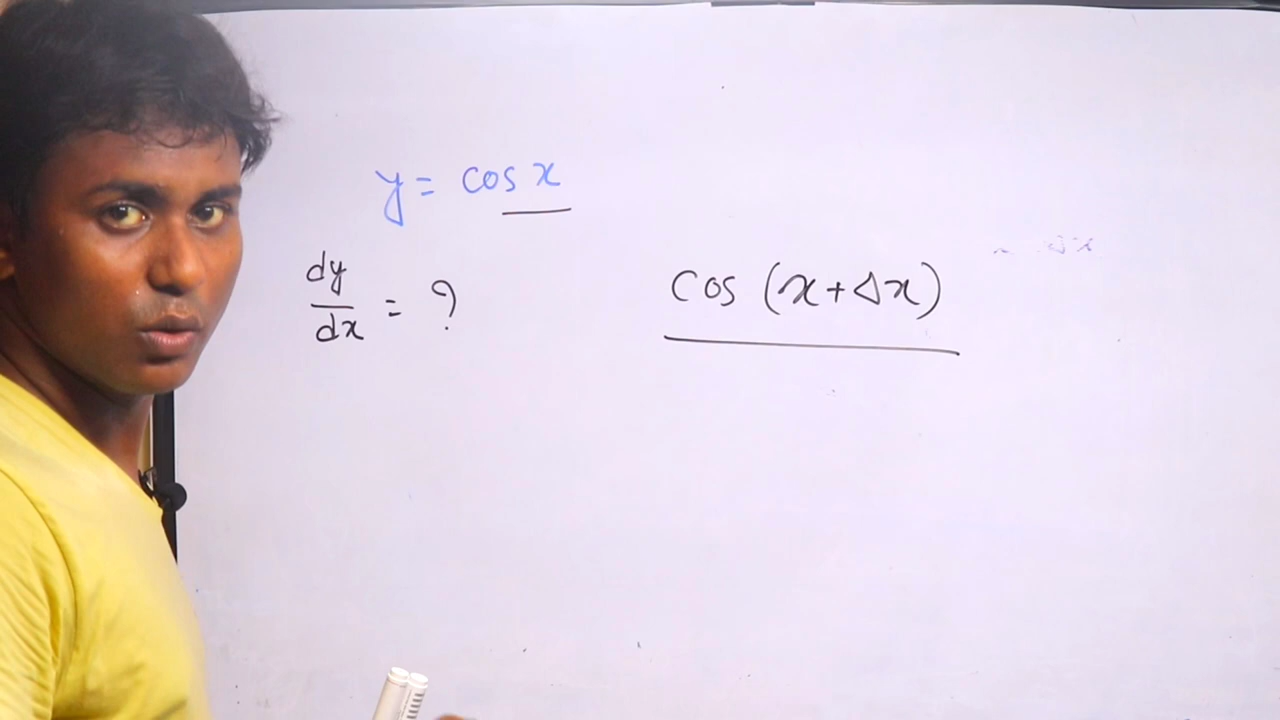 y = cos x
dy/dx = ?
cos (x+Δx)